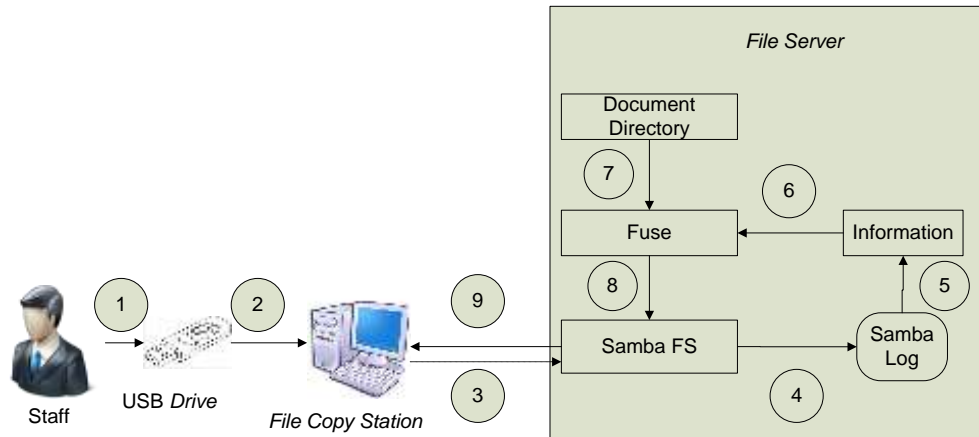 File Server
Document
Directory
7
6
Fuse
Information
1
2
9
8
5
Samba FS
Samba
Log
Staff
USB Drive
File Copy Station
3
4